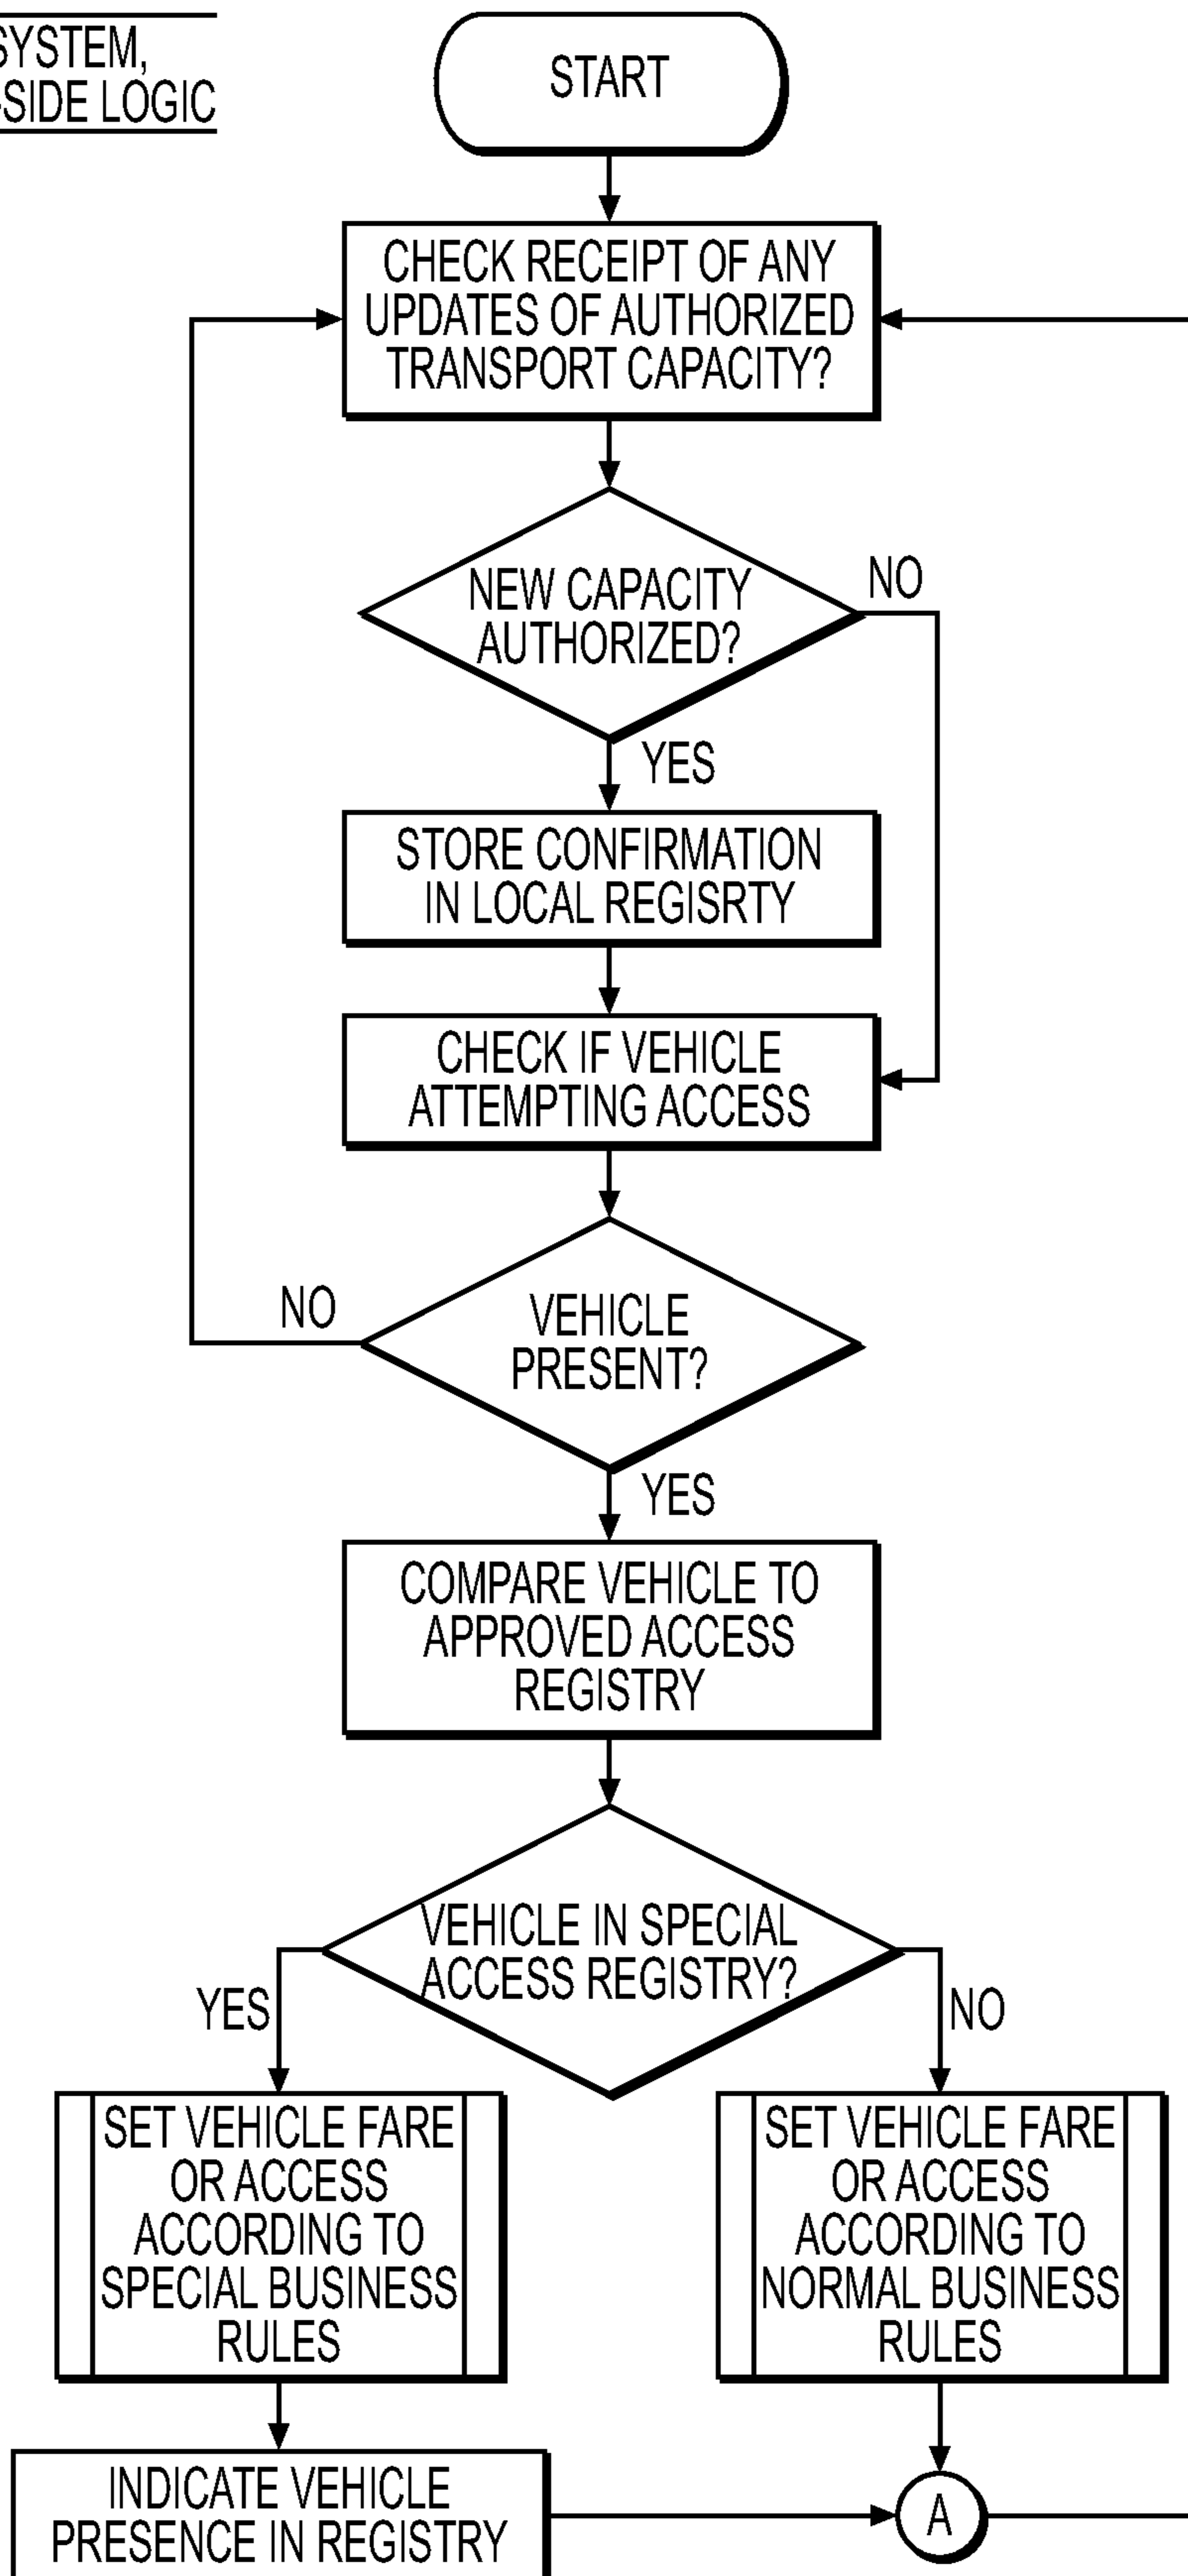 SYSTEM,
-SIDE LOGIC
START
CHECK RECEIPT OF ANY
UPDATES OF AUTHORIZED
TRANSPORT CAPACITY?
NEW CAPACITY
AUTHORIZED?
NO
YES
STORE CONFIRMATION
IN LOCAL REGISRTY
CHECK IF VEHICLE
ATTEMPTING ACCESS
VEHICLE
PRESENT?
NO
YES
COMPARE VEHICLE TO
APPROVED ACCESS
REGISTRY
VEHICLE IN SPECIAL
ACCESS REGISTRY?
YES
NO
SET VEHICLE FARE
OR ACCESS
ACCORDING TO
SPECIAL BUSINESS
RULES
SET VEHICLE FARE
OR ACCESS
ACCORDING TO
NORMAL BUSINESS
RULES
INDICATE VEHICLE
PRESENCE IN REGISTRY
A